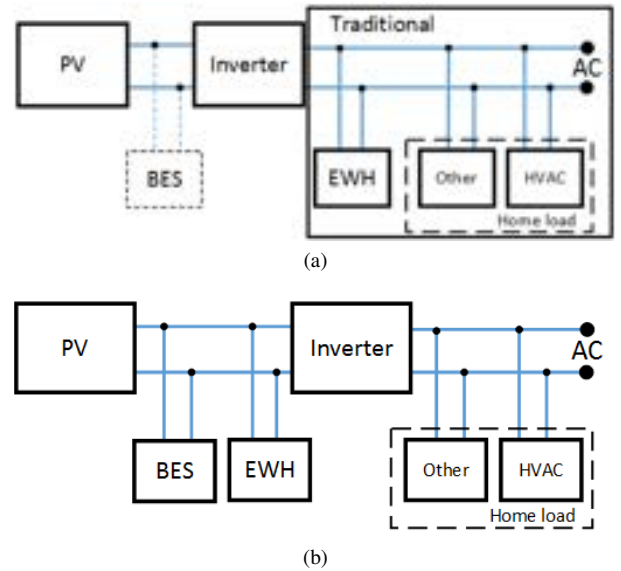 Traditional
PV
Inverter
AC
BES
EWH
Other
HVAC
Home load
(a)
PV
Inverter
AC
BES
EWH
Other
HVAC
Home load
(b)